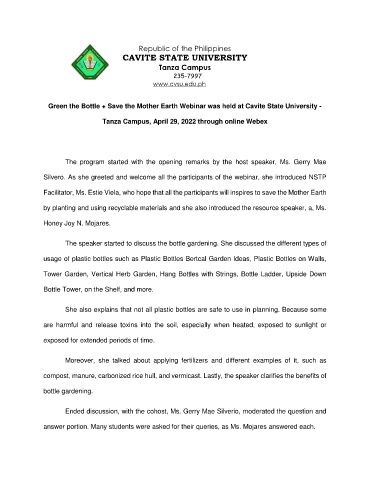 Republic of the Philippines
CAVITE STATE UNIVERSITY
Tanza Campus
235-7997
www.cvsu.edu.ph
Green the Bottle + Save the Mother Earth Webinar was held at Cavite State University -
Tanza Campus, April 29, 2022 through online Webex
The program started with the opening remarks by the host speaker, Ms. Gerry Mae
Silvero. As she greeted and welcome all the participants of the webinar, she introduced NSTP
Facilitator, Ms. Estie Viela, who hope that all the participants will inspires to save the Mother Earth
by planting and using recyclable materials and she also introduced the resource speaker, a, Ms.
Honey Joy N. Mojares.
The speaker started to discuss the bottle gardening. She discussed the different types of
usage of plastic bottles such as Plastic Bottles Bertcal Garden Ideas, Plastic Bottles on Walls,
Tower Garden, Vertical Herb Garden, Hang Bottles with Strings, Bottle Ladder, Upside Down
Bottle Tower, on the Shelf, and more.
She also explains that not all plastic bottles are safe to use in planning. Because some
are harmful and release toxins into the soil, especially when heated, exposed to sunlight or
exposed for extended periods of time.
Moreover, she talked about applying fertilizers and different examples of it, such as
compost, manure, carbonized rice hull, and vermicast. Lastly, the speaker clarifies the benefits of
bottle gardening.
Ended discussion, with the cohost, Ms. Gerry Mae Silverio, moderated the question and
answer portion. Many students were asked for their queries, as Ms. Mojares answered each.